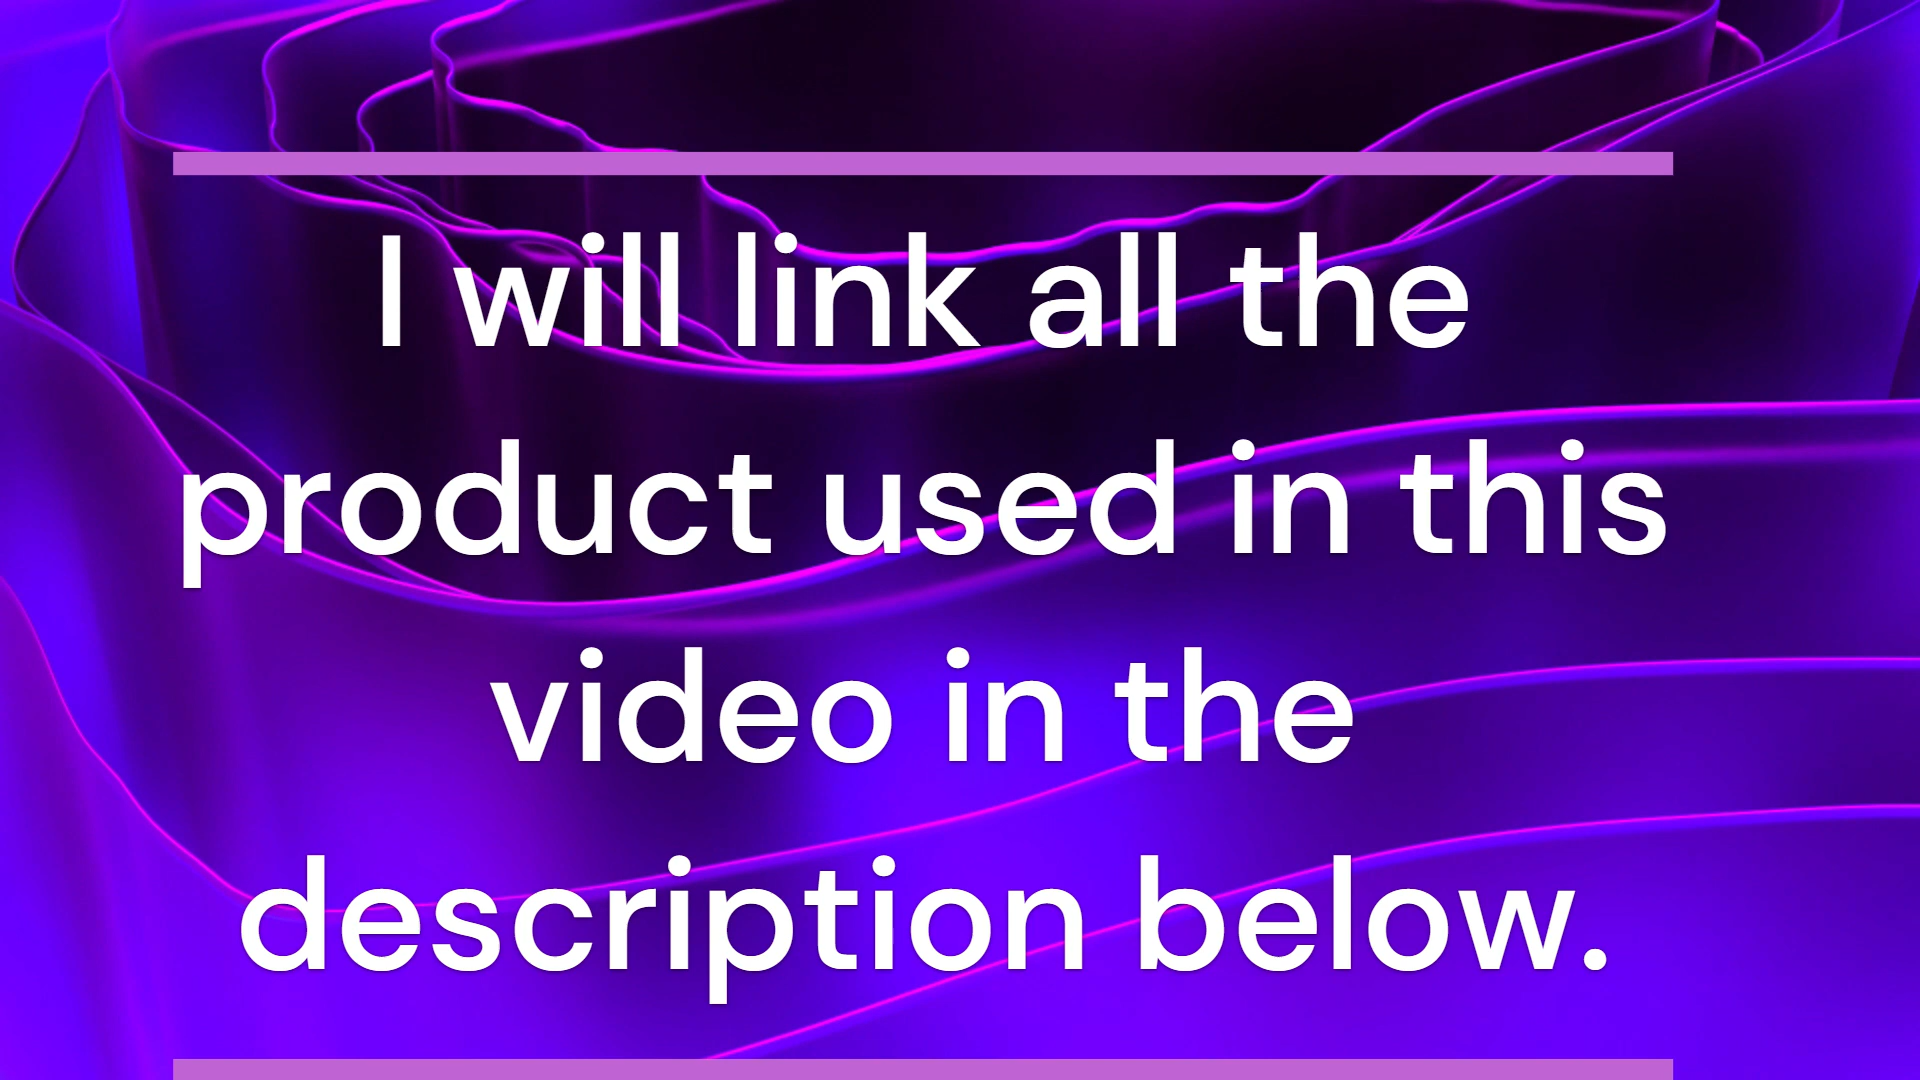 I will link all the
product used in this
video in the
description below.